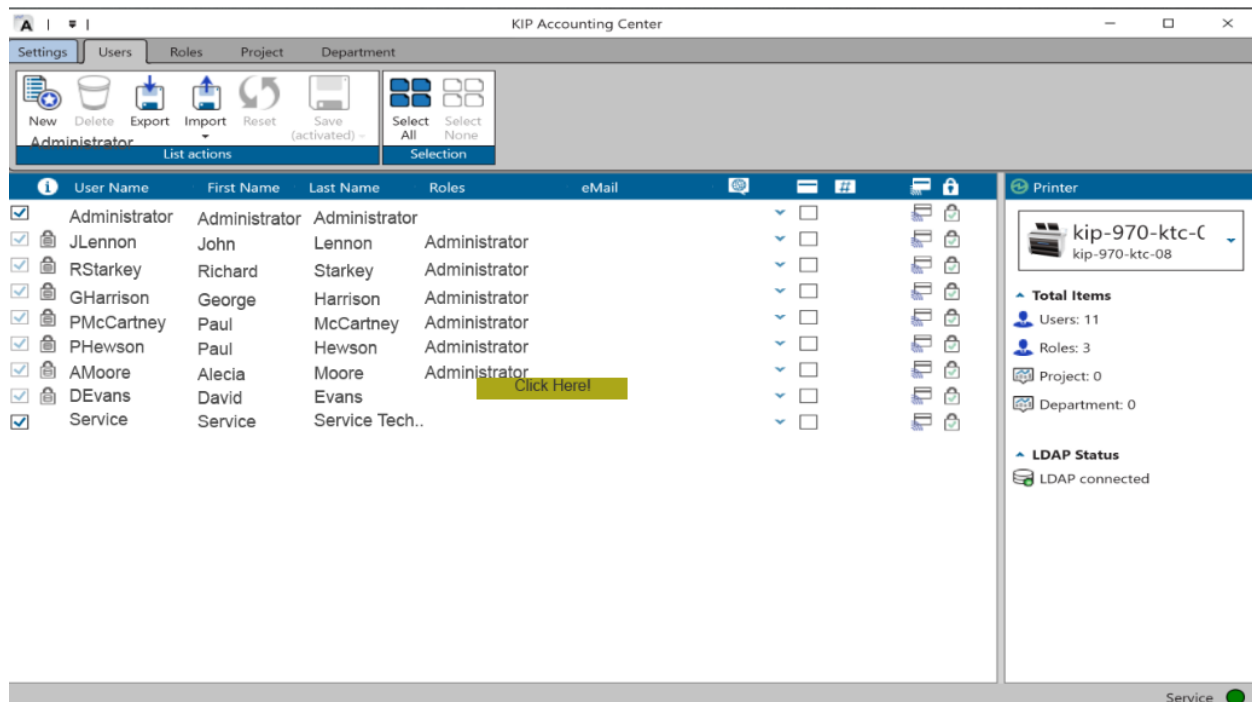 A
KIP Accounting Center
Settings Users Roles Project Department
New Delete Export Import Reset Save (activated) Select All Select None
Administrator
List actions Selection
User Name First Name Last Name Roles eMail #
Administrator Administrator Administrator
JLennon John Lennon Administrator
RStarkey Richard Starkey Administrator
GHarrison George Harrison Administrator
PMcCartney Paul McCartney Administrator
PHewson Paul Hewson Administrator
AMoore Alecia Moore Administrator
Click Here!
DEvans David Evans
Service Service Service Tech..
Printer
kip-970-ktc-0
kip-970-ktc-08
Total Items
Users: 11
Roles: 3
Project: 0
Department: 0
LDAP Status
LDAP connected
Service